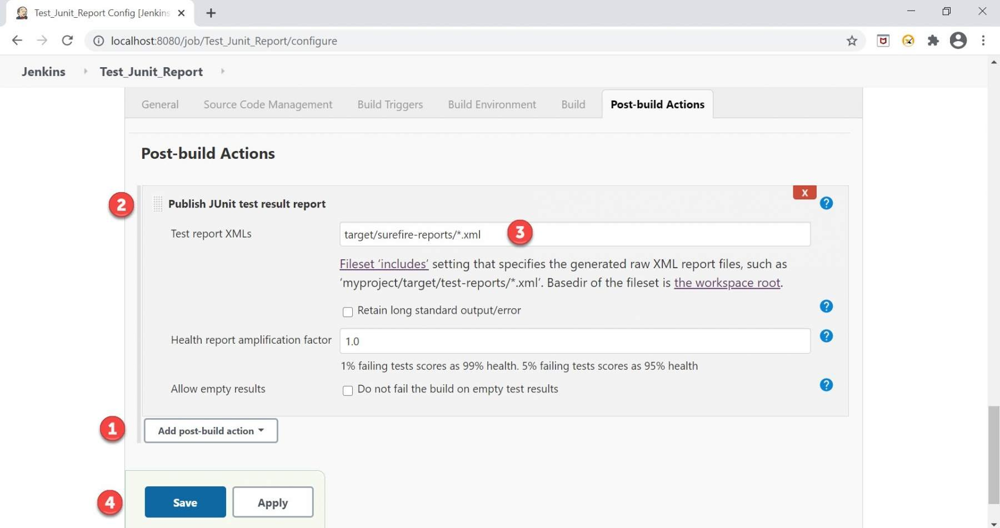 Test_Junit_Report Config [Jenkins
localhost:8080/job/Test_Junit_Report/configure
Jenkins Test_Junit_Report
General Source Code Management Build Triggers Build Environment Build Post-build Actions
Post-build Actions
2 Publish JUnit test result report X ?
Test report XMLs target/surefire-reports/*.xml 3
Fileset ‘includes’ setting that specifies the generated raw XML report files, such as
‘myproject/target/test-reports/*.xml’. Basedir of the fileset is the workspace root.
Retain long standard output/error ?
Health report amplification factor 1.0 ?
1% failing tests scores as 99% health. 5% failing tests scores as 95% health
Allow empty results Do not fail the build on empty test results ?
1 Add post-build action
4 Save Apply